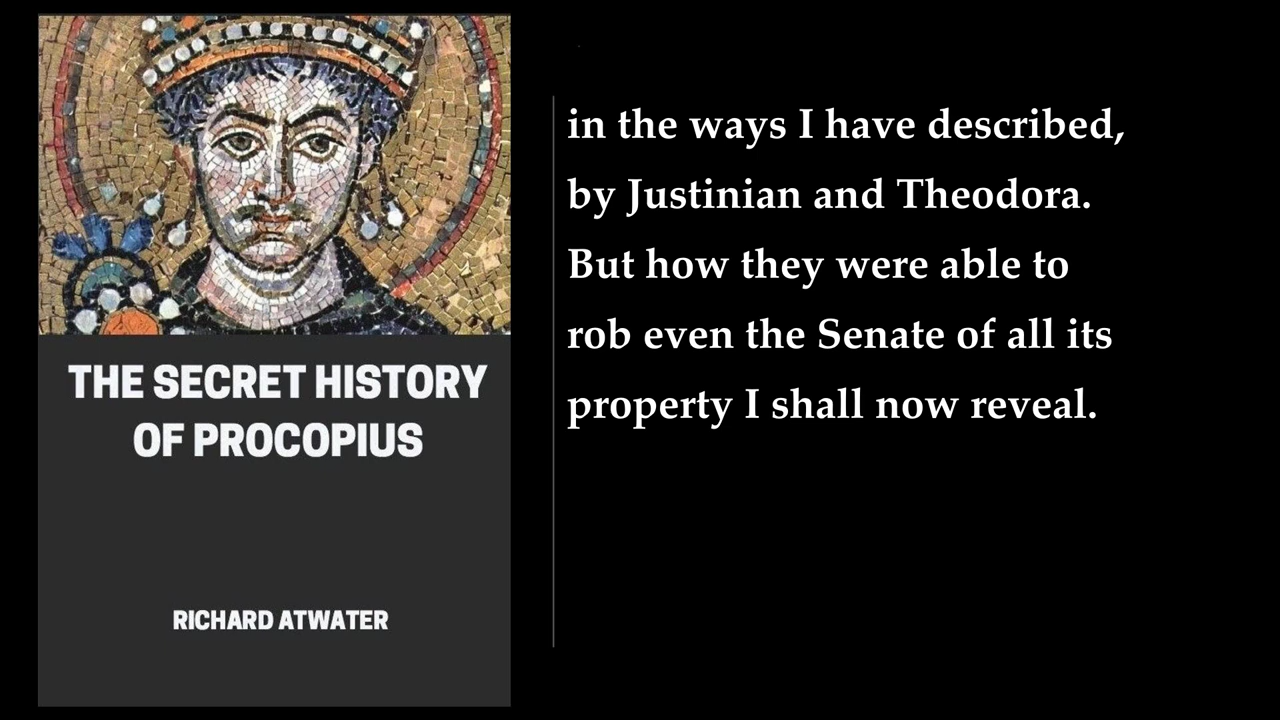 THE SECRET HISTORY
OF PROCOPIUS
RICHARD ATWATER
in the ways I have described,
by Justinian and Theodora.
But how they were able to
rob even the Senate of all its
property I shall now reveal.